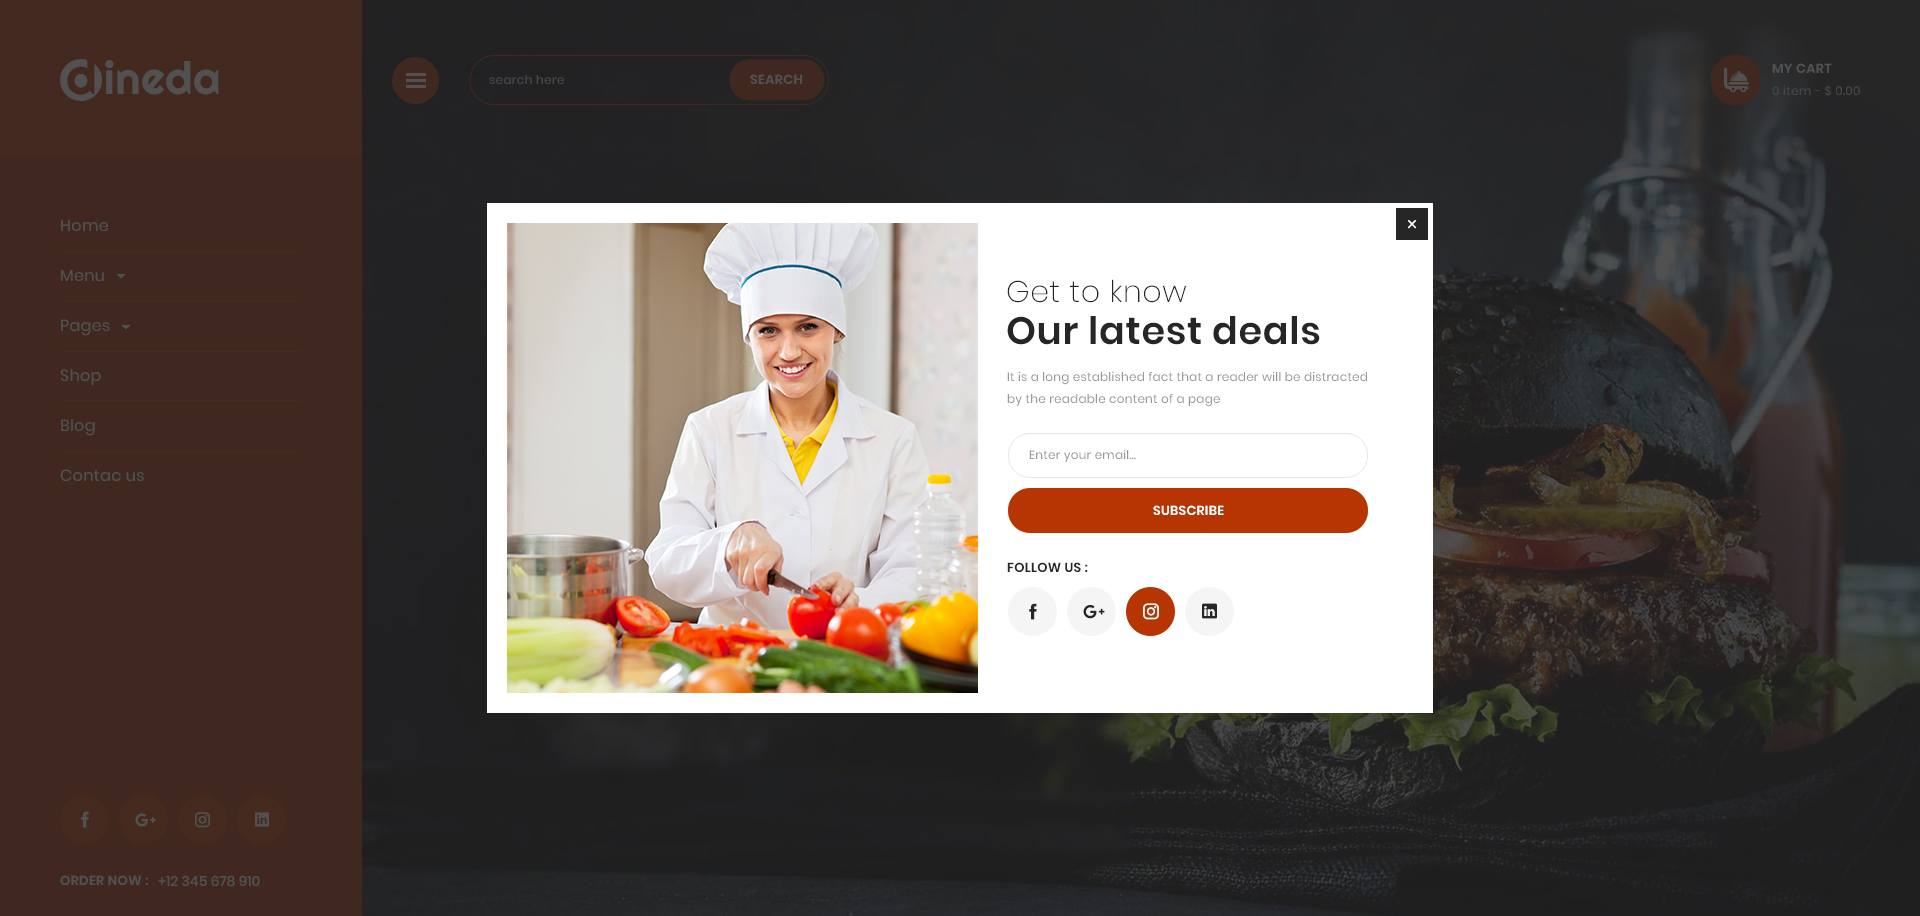 Dineda
search here
SEARCH
MY CART
0 item - $ 0.00
Home
Menu
Pages
Shop
Blog
Contac us
×
Get to know
Our latest deals
It is a long established fact that a reader will be distracted
by the readable content of a page
Enter your email...
SUBSCRIBE
FOLLOW US :
f G+ in
f G+ in
ORDER NOW : +12 345 678 910